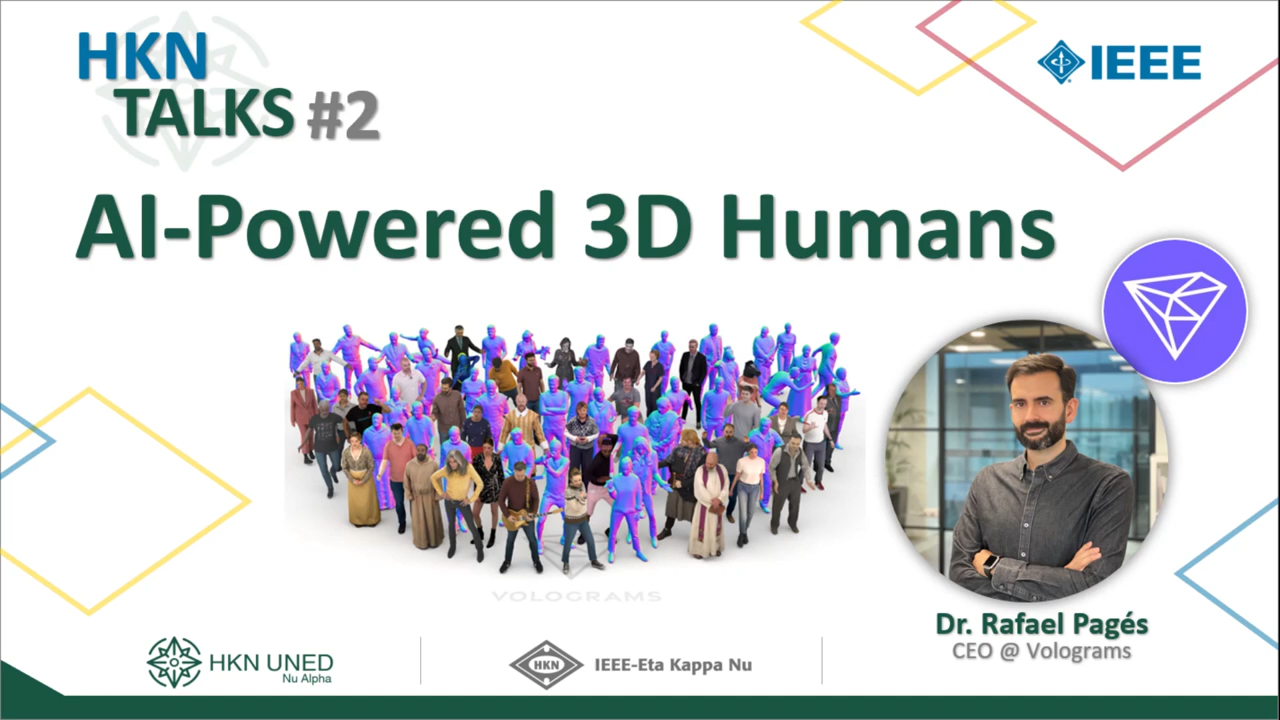 HKN
TALKS #2
IEEE
AI-Powered 3D Humans
VOLOGRAMS
Dr. Rafael Pagés
CEO @ Volograms
HKN UNED
Nu Alpha
HKN
IEEE-Eta Kappa Nu